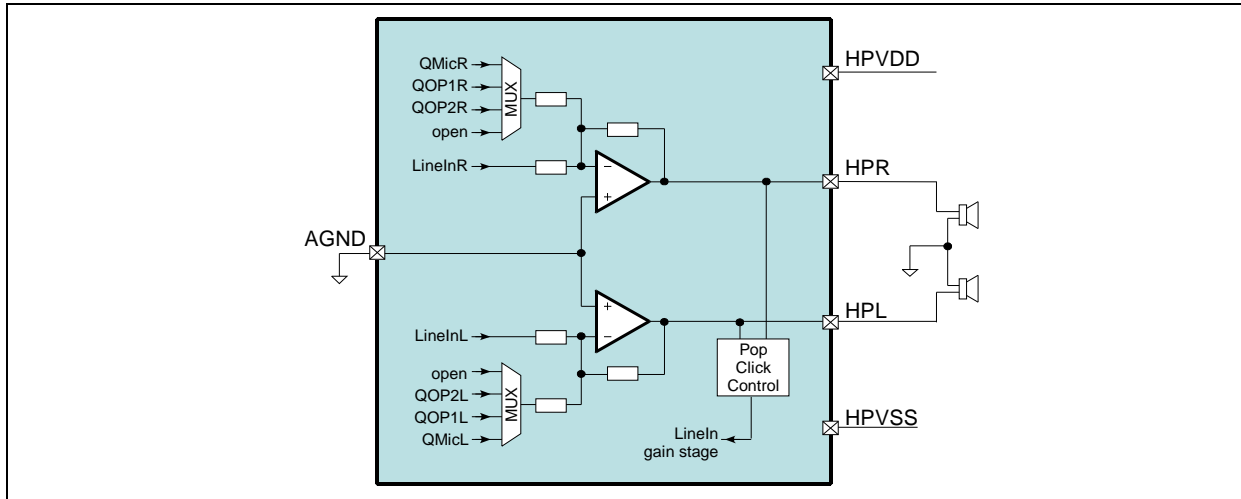 QMicR
QOP1R
QOP2R
open
MUX
LineInR
−
+
AGND
+
−
LineInL
open
QOP2L
QOP1L
QMicL
MUX
Pop
Click
Control
LineIn
gain stage
HPVDD
HPR
HPL
HPVSS